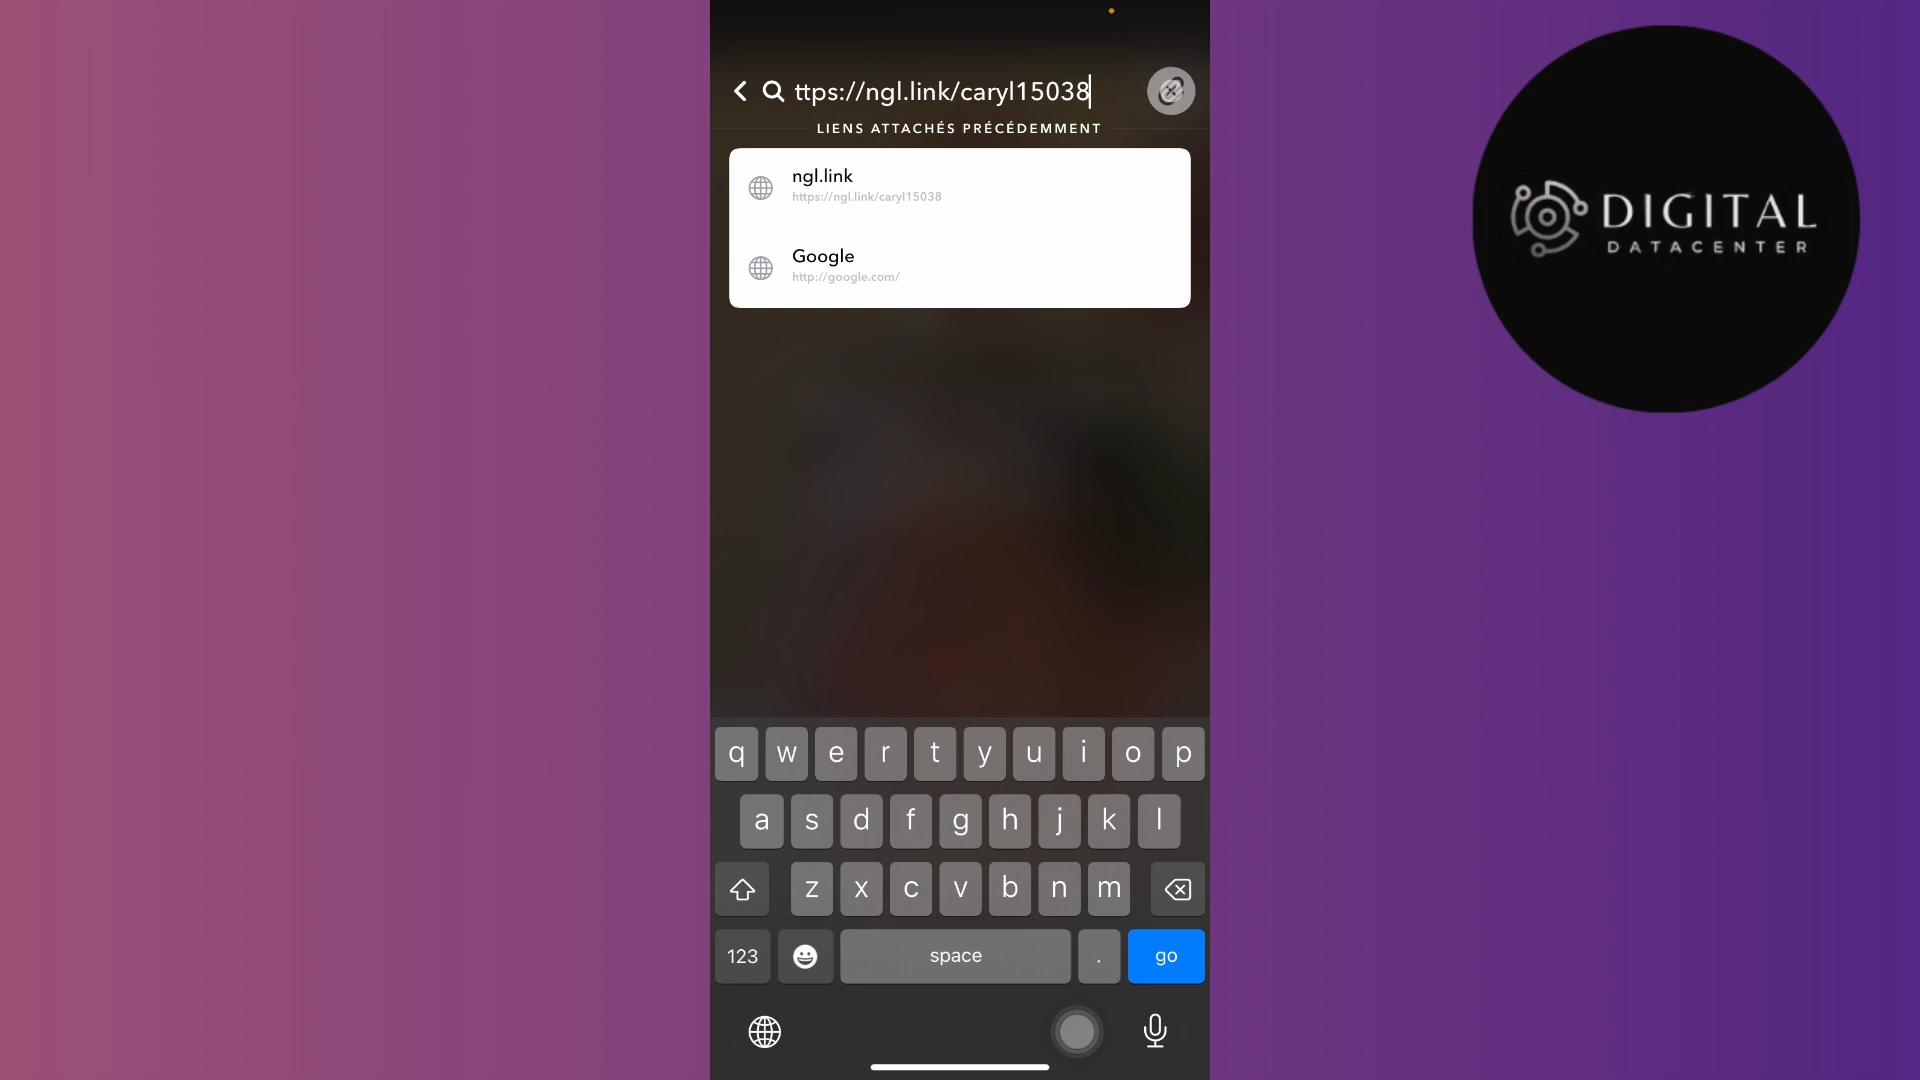 ttps://ngl.link/caryl15038
LIENS ATTACHÉS PRÉCÉDEMMENT
ngl.link
https://ngl.link/caryl15038
Google
http://google.com/
DIGITAL
DATACENTER
q w e r t y u i o p
a s d f g h j k l
z x c v b n m
123 space . go